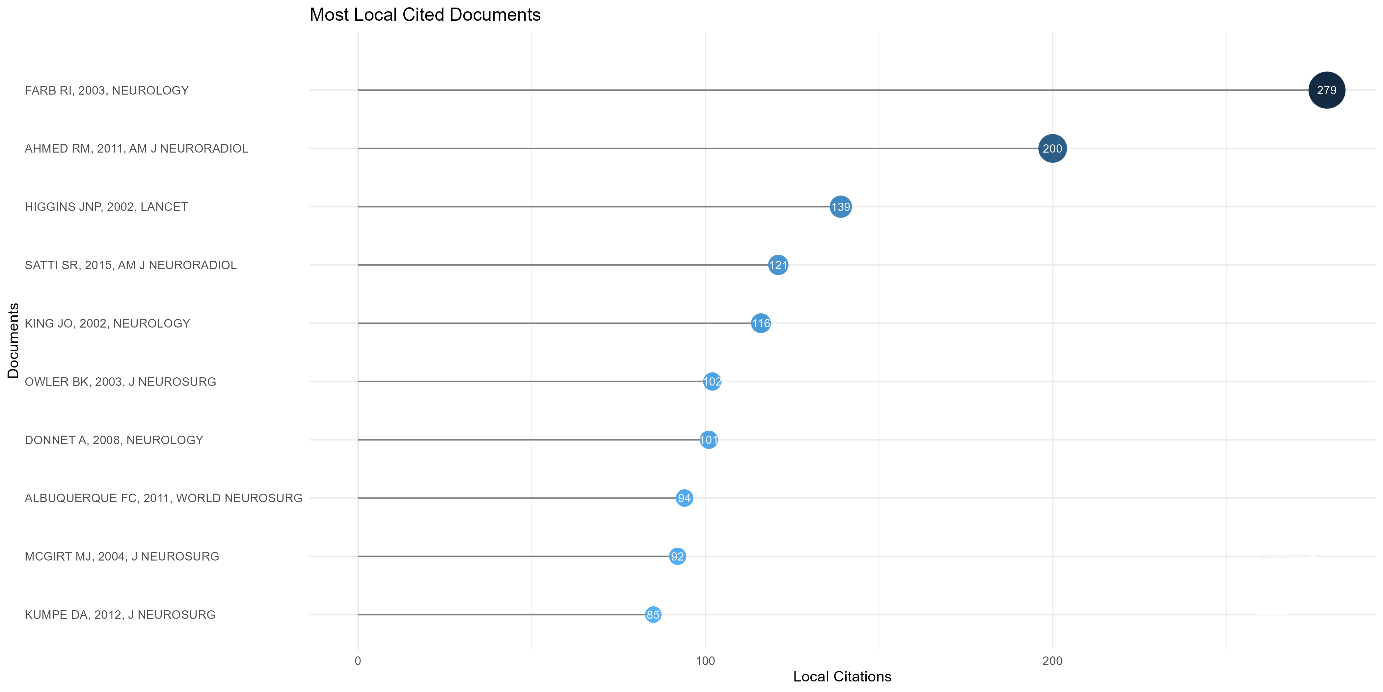 Most Local Cited Documents
FARB RI, 2003, NEUROLOGY
279
AHMED RM, 2011, AM J NEURORADIOL
200
HIGGINS JNP, 2002, LANCET
139
SATTI SR, 2015, AM J NEURORADIOL
121
KING JO, 2002, NEUROLOGY
116
OWLER BK, 2003, J NEUROSURG
102
DONNET A, 2008, NEUROLOGY
101
ALBUQUERQUE FC, 2011, WORLD NEUROSURG
94
MCGIRT MJ, 2004, J NEUROSURG
92
KUMPE DA, 2012, J NEUROSURG
85
Documents
0 100 200
Local Citations